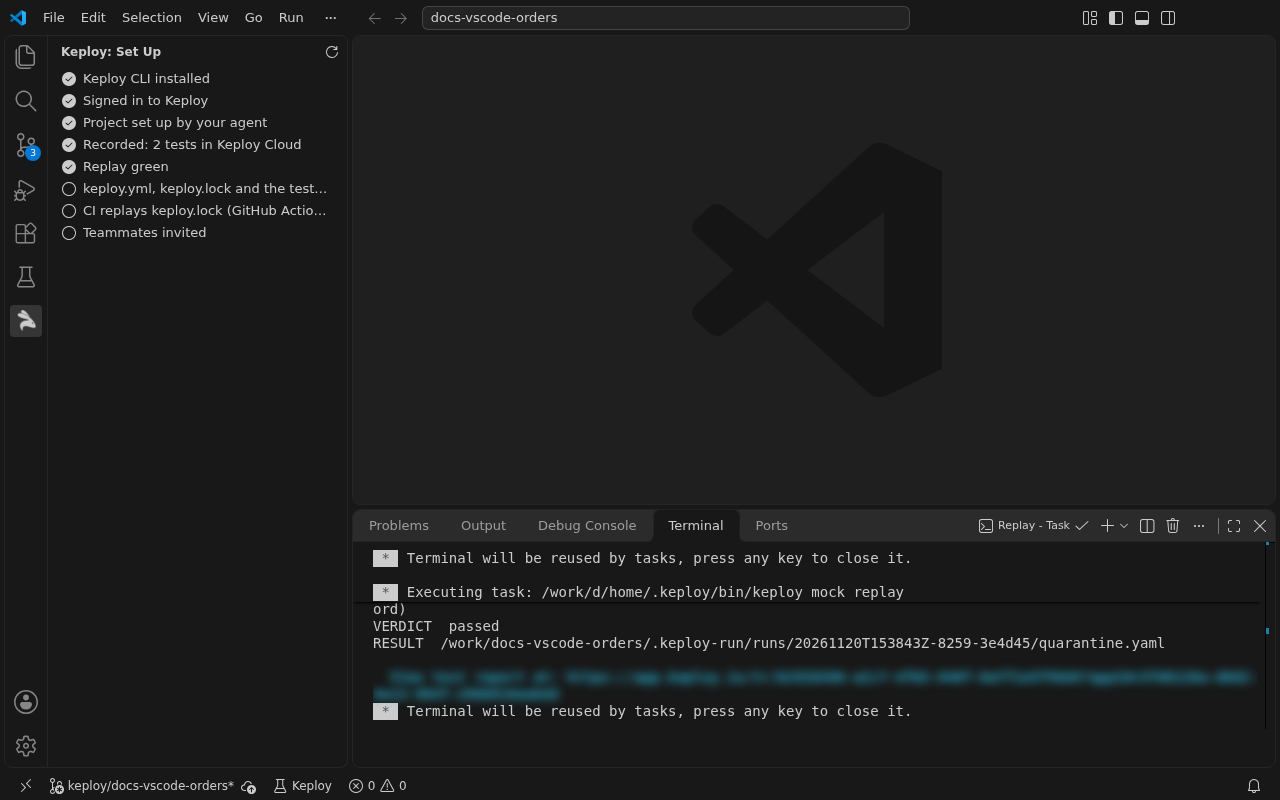 File Edit Selection View Go Run ···
docs-vscode-orders
Keploy: Set Up
Keploy CLI installed
Signed in to Keploy
Project set up by your agent
Recorded: 2 tests in Keploy Cloud
Replay green
keploy.yml, keploy.lock and the test…
CI replays keploy.lock (GitHub Actio…
Teammates invited
3
Problems Output Debug Console Terminal Ports
Replay - Task
* Terminal will be reused by tasks, press any key to close it.
* Executing task: /work/d/home/.keploy/bin/keploy mock replay
ord)
VERDICT passed
RESULT /work/docs-vscode-orders/.keploy-run/runs/20261120T153843Z-8259-3e4d45/quarantine.yaml
* Terminal will be reused by tasks, press any key to close it.
keploy/docs-vscode-orders* Keploy 0 0